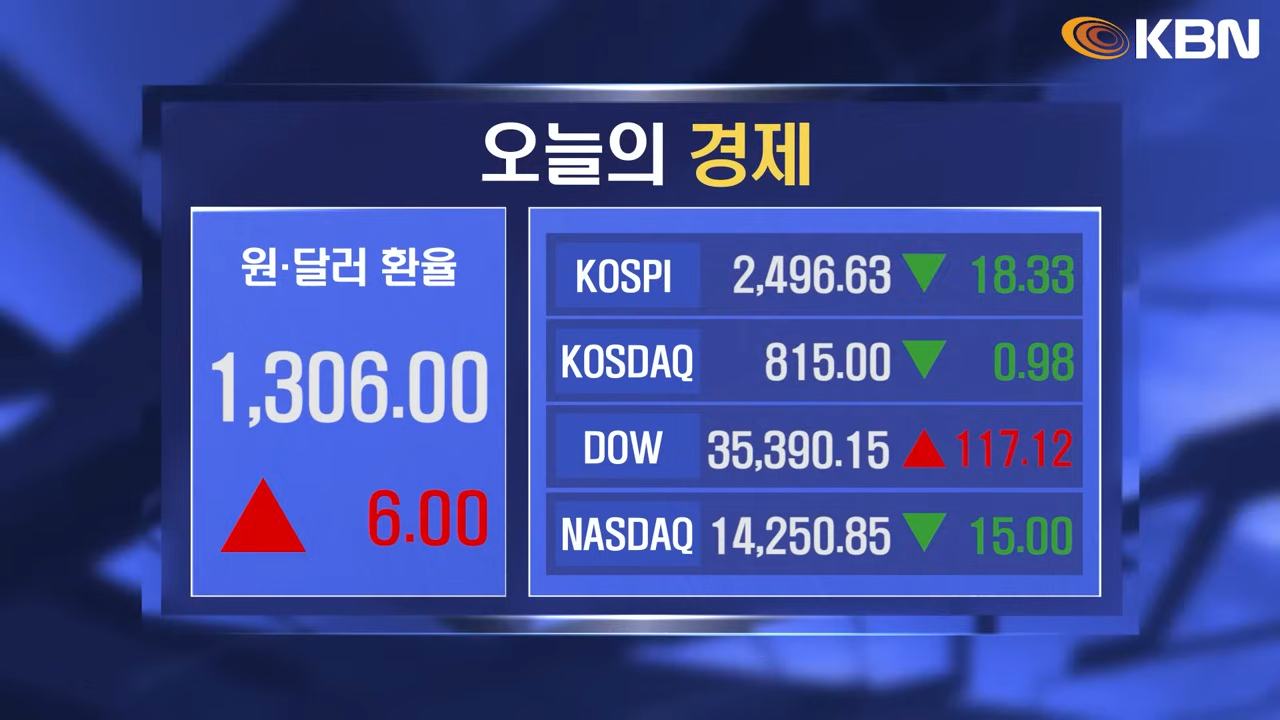 KBN
오늘의 경제
원·달러 환율
1,306.00
▲ 6.00
KOSPI 2,496.63 ▼ 18.33
KOSDAQ 815.00 ▼ 0.98
DOW 35,390.15 ▲ 117.12
NASDAQ 14,250.85 ▼ 15.00